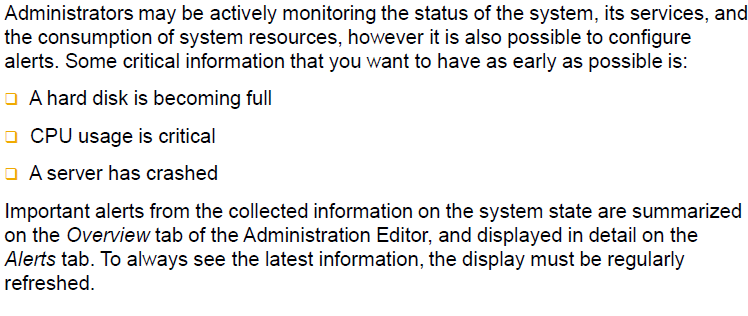 Administrators may be actively monitoring the status of the system, its services, and
the consumption of system resources, however it is also possible to configure
alerts. Some critical information that you want to have as early as possible is:
❑ A hard disk is becoming full
❑ CPU usage is critical
❑ A server has crashed
Important alerts from the collected information on the system state are summarized
on the Overview tab of the Administration Editor, and displayed in detail on the
Alerts tab. To always see the latest information, the display must be regularly
refreshed.